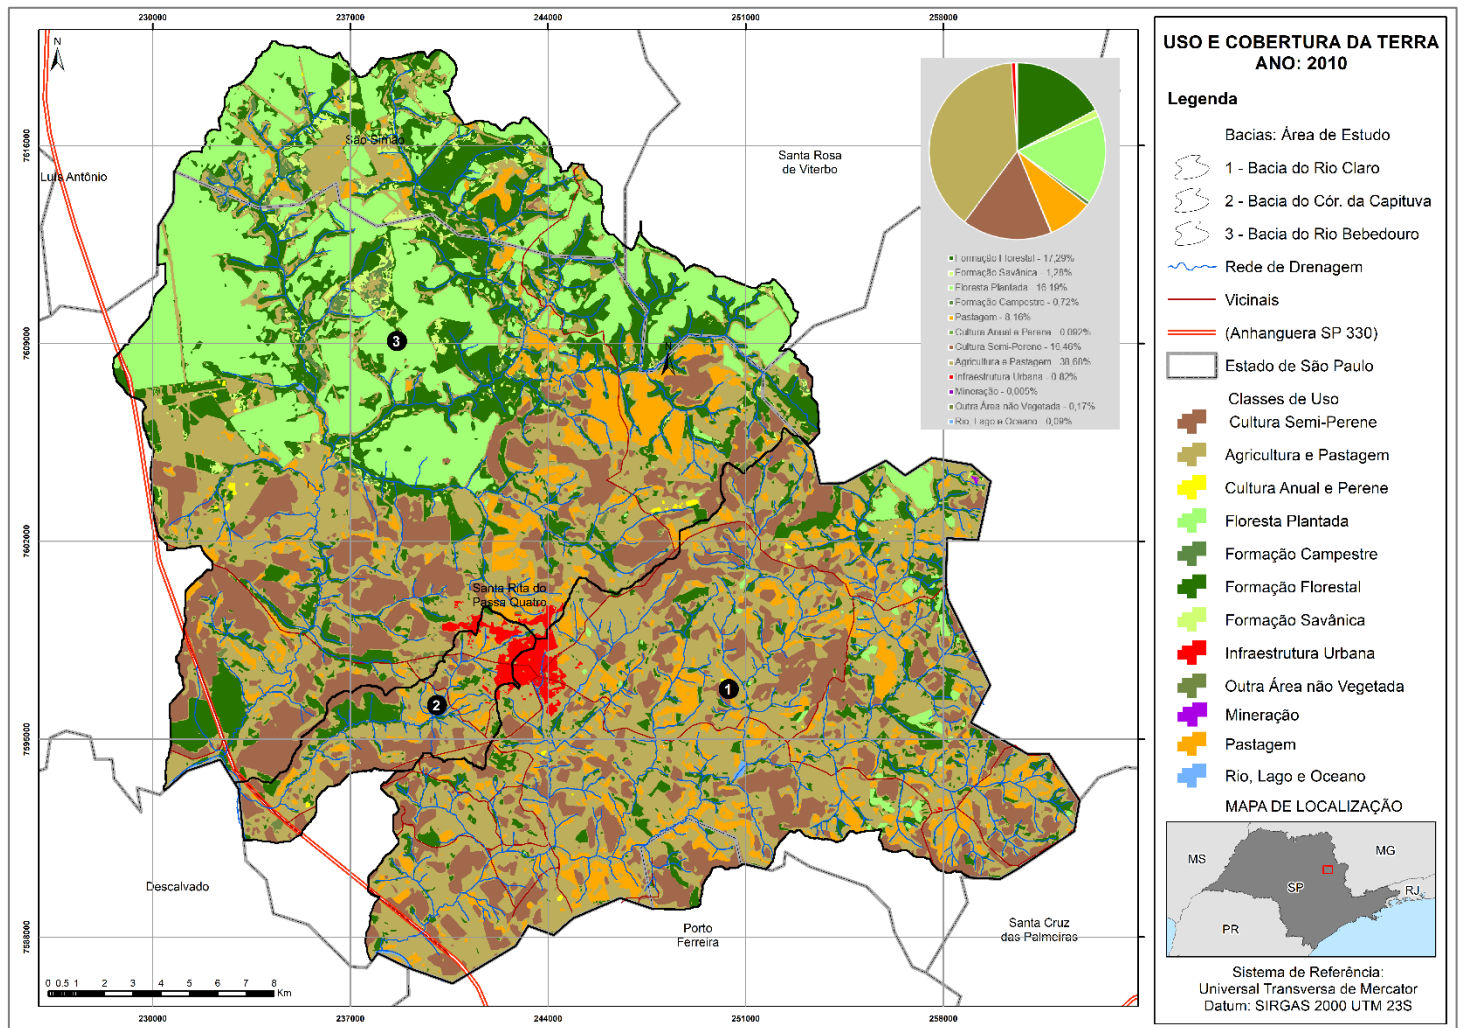 230000
237000
244000
251000
258000
N
7616000
7609000
7602000
7595000
7588000
São Simão
Luís Antônio
Santa Rosa
de Viterbo
3
N
Santa Rita do
Passa Quatro
1
2
Descalvado
Porto
Ferreira
Santa Cruz
das Palmeiras
0 0.5 1 2 3 4 5 6 7 8
Km
230000
237000
244000
251000
258000
Formação Florestal - 17,29%
Formação Savânica - 1,28%
Floresta Plantada - 16,19%
Formação Campestre - 0,72%
Pastagem - 8,16%
Cultura Anual e Perene - 0,092%
Cultura Semi-Perene - 16,46%
Agricultura e Pastagem - 38,68%
Infraestrutura Urbana - 0,82%
Mineração - 0,005%
Outra Área não Vegetada - 0,17%
Rio, Lago e Oceano - 0,09%
USO E COBERTURA DA TERRA
ANO: 2010
Legenda
Bacias: Área de Estudo
1 - Bacia do Rio Claro
2 - Bacia do Cór. da Capituva
3 - Bacia do Rio Bebedouro
Rede de Drenagem
Vicinais
(Anhanguera SP 330)
Estado de São Paulo
Classes de Uso
Cultura Semi-Perene
Agricultura e Pastagem
Cultura Anual e Perene
Floresta Plantada
Formação Campestre
Formação Florestal
Formação Savânica
Infraestrutura Urbana
Outra Área não Vegetada
Mineração
Pastagem
Rio, Lago e Oceano
MAPA DE LOCALIZAÇÃO
MS
MG
SP
RJ
PR
Sistema de Referência:
Universal Transversa de Mercator
Datum: SIRGAS 2000 UTM 23S